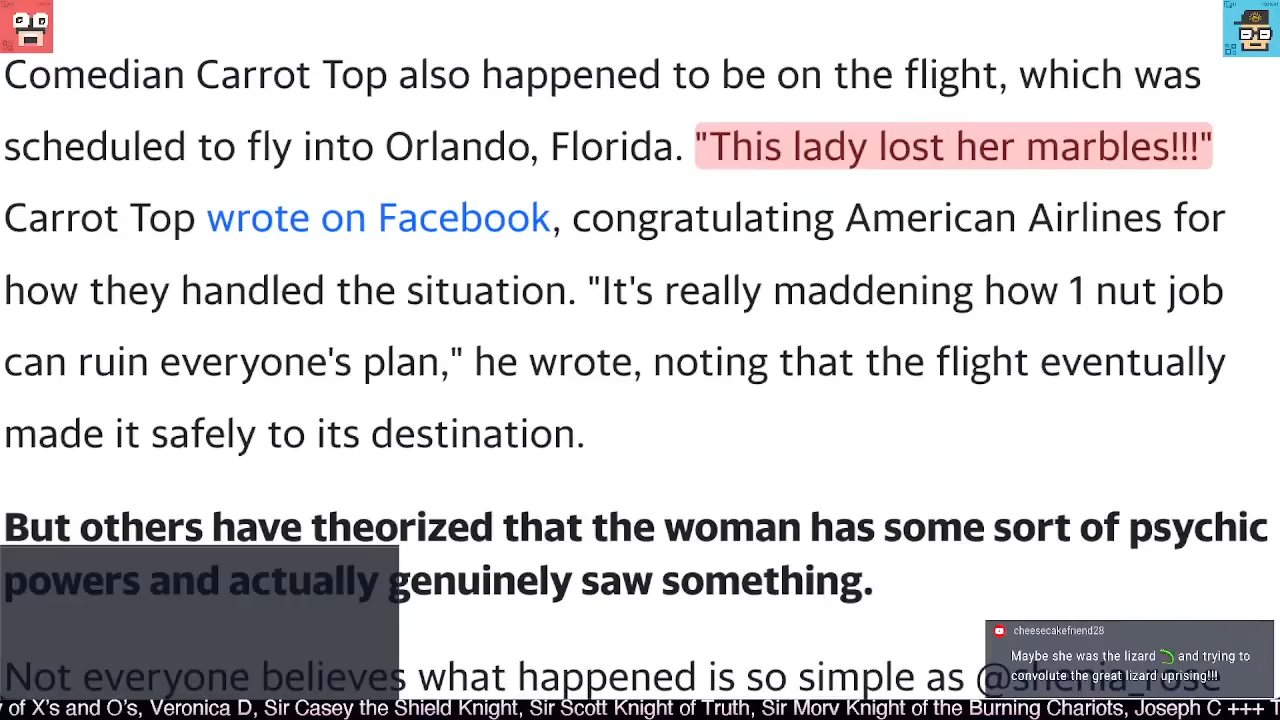 Comedian Carrot Top also happened to be on the flight, which was
scheduled to fly into Orlando, Florida. "This lady lost her marbles!!!"
Carrot Top wrote on Facebook, congratulating American Airlines for
how they handled the situation. "It's really maddening how 1 nut job
can ruin everyone's plan," he wrote, noting that the flight eventually
made it safely to its destination.
But others have theorized that the woman has some sort of psychic
powers and actually genuinely saw something.
Not everyone believes what happened is so simple as @shenia_rose
cheesecakefriend28
Maybe she was the lizard and trying to
convolute the great lizard uprising!!!
y of X's and O's, Veronica D, Sir Casey the Shield Knight, Sir Scott Knight of Truth, Sir Morv Knight of the Burning Chariots, Joseph C +++ T